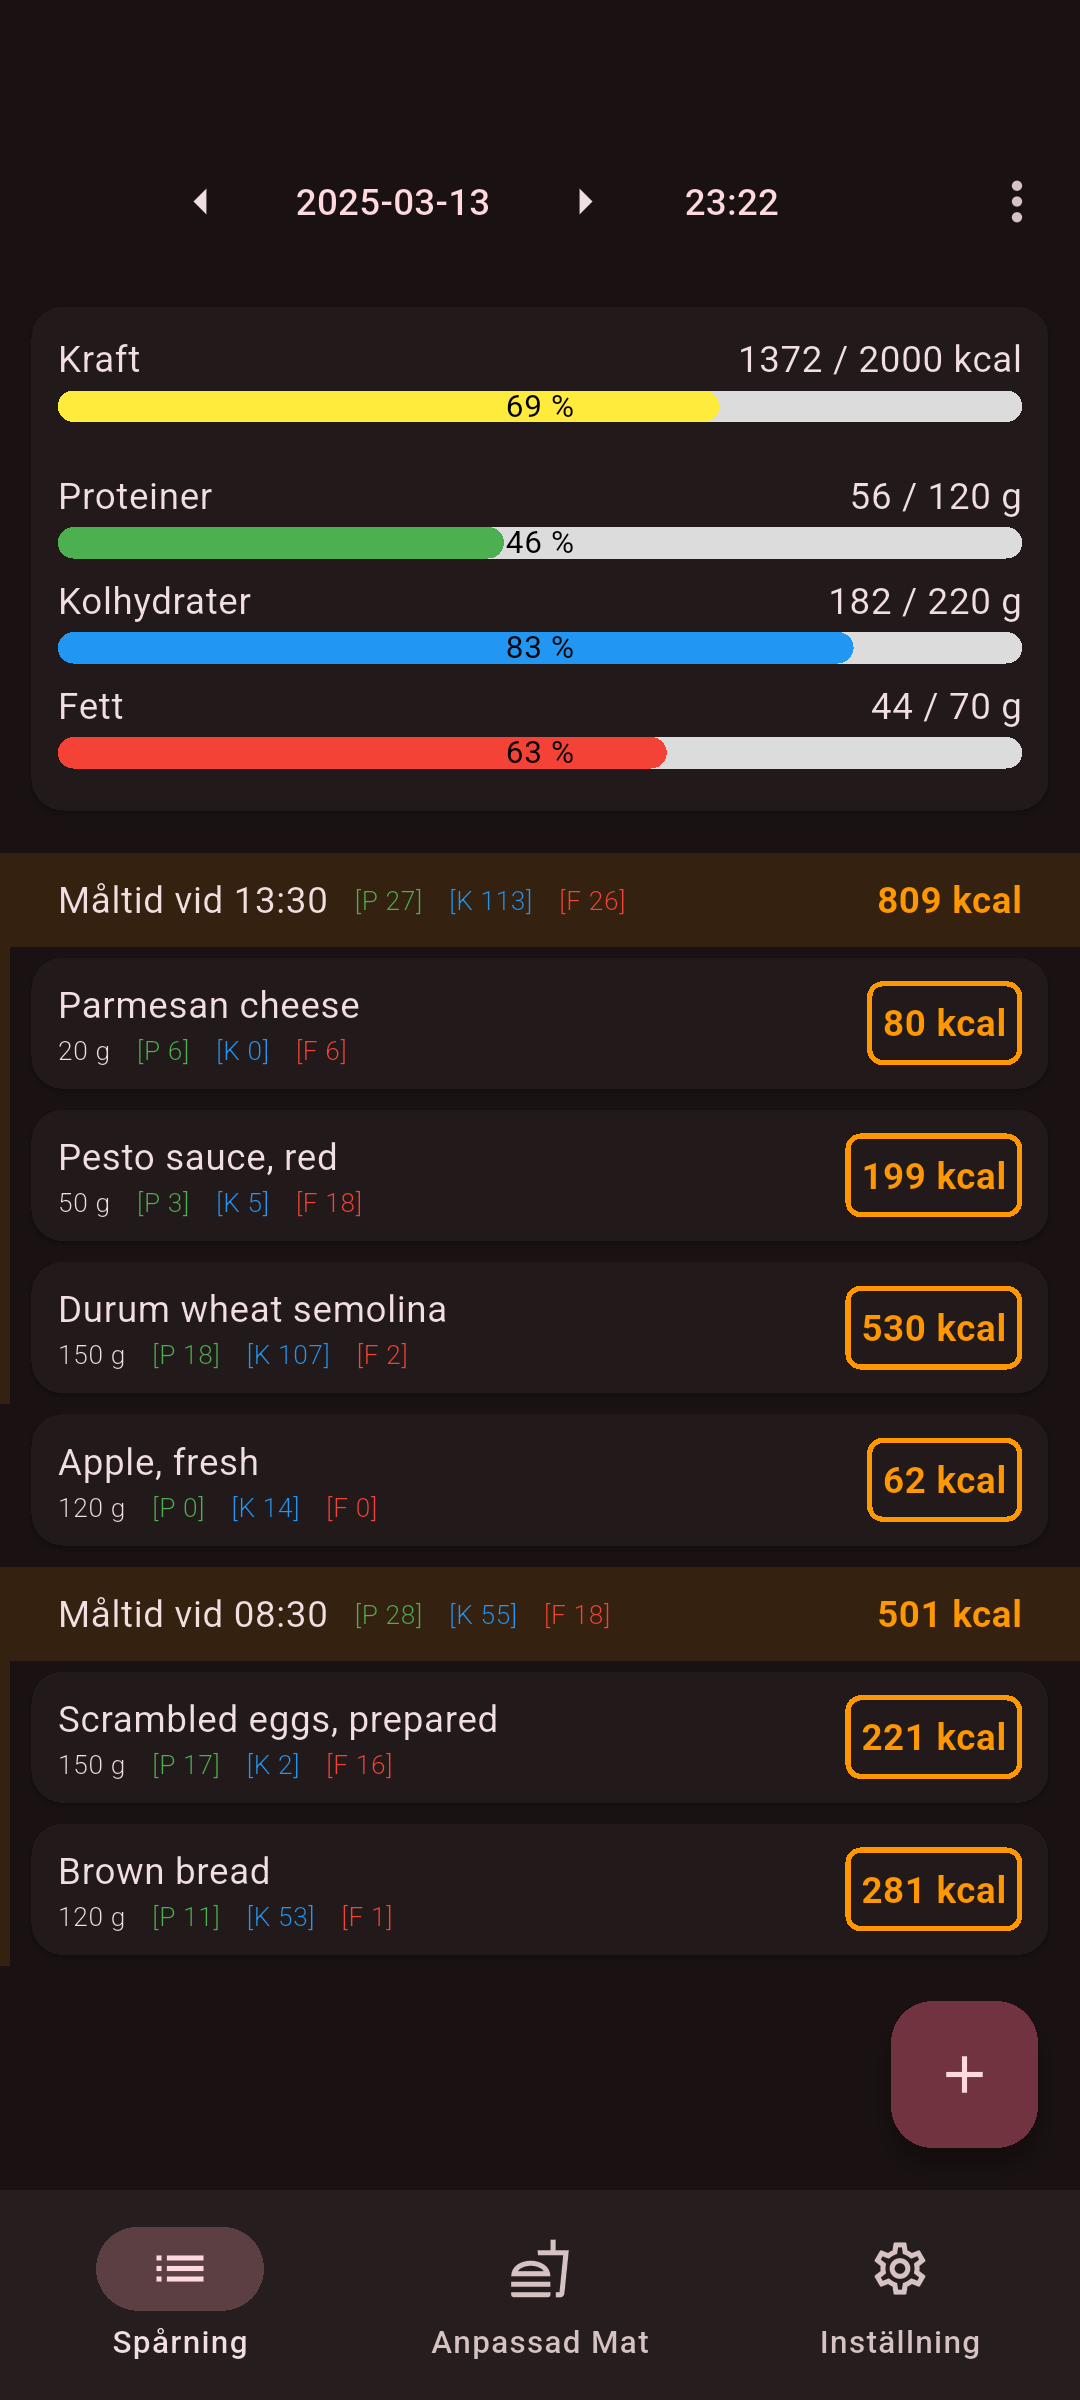 2025-03-13 23:22
Kraft 1372 / 2000 kcal
69 %
Proteiner 56 / 120 g
46 %
Kolhydrater 182 / 220 g
83 %
Fett 44 / 70 g
63 %
Måltid vid 13:30 [P 27] [K 113] [F 26] 809 kcal
Parmesan cheese
20 g [P 6] [K 0] [F 6]
80 kcal
Pesto sauce, red
50 g [P 3] [K 5] [F 18]
199 kcal
Durum wheat semolina
150 g [P 18] [K 107] [F 2]
530 kcal
Apple, fresh
120 g [P 0] [K 14] [F 0]
62 kcal
Måltid vid 08:30 [P 28] [K 55] [F 18] 501 kcal
Scrambled eggs, prepared
150 g [P 17] [K 2] [F 16]
221 kcal
Brown bread
120 g [P 11] [K 53] [F 1]
281 kcal
Spårning Anpassad Mat Inställning